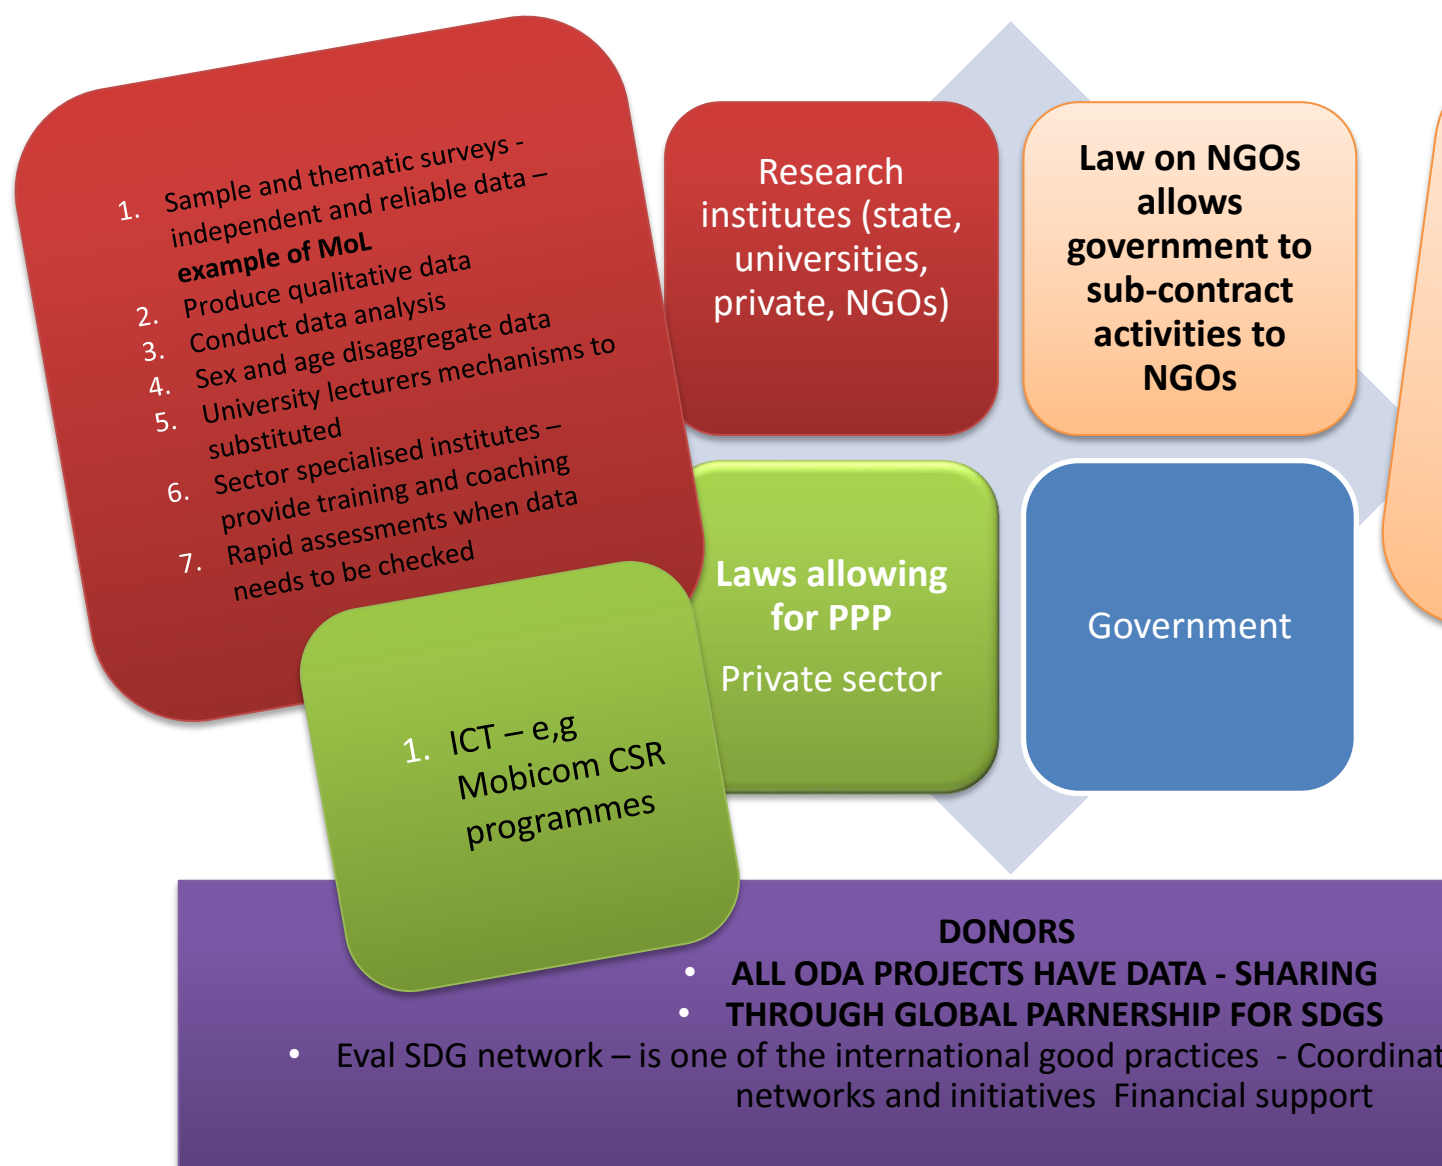 1. Sample and thematic surveys -
independent and reliable data –
example of MoL
2. Produce qualitative data
3. Conduct data analysis
4. Sex and age disaggregate data
5. University lecturers mechanisms to
substituted
6. Sector specialised institutes –
provide training and coaching
7. Rapid assessments when data
needs to be checked
Research
institutes (state,
universities,
private, NGOs)
Law on NGOs
allows
government to
sub-contract
activities to
NGOs
Laws allowing
for PPP
Private sector
Government
1. ICT – e,g
Mobicom CSR
programmes
DONORS
• ALL ODA PROJECTS HAVE DATA - SHARING
• THROUGH GLOBAL PARNERSHIP FOR SDGS
• Eval SDG network – is one of the international good practices - Coordinat
networks and initiatives Financial support